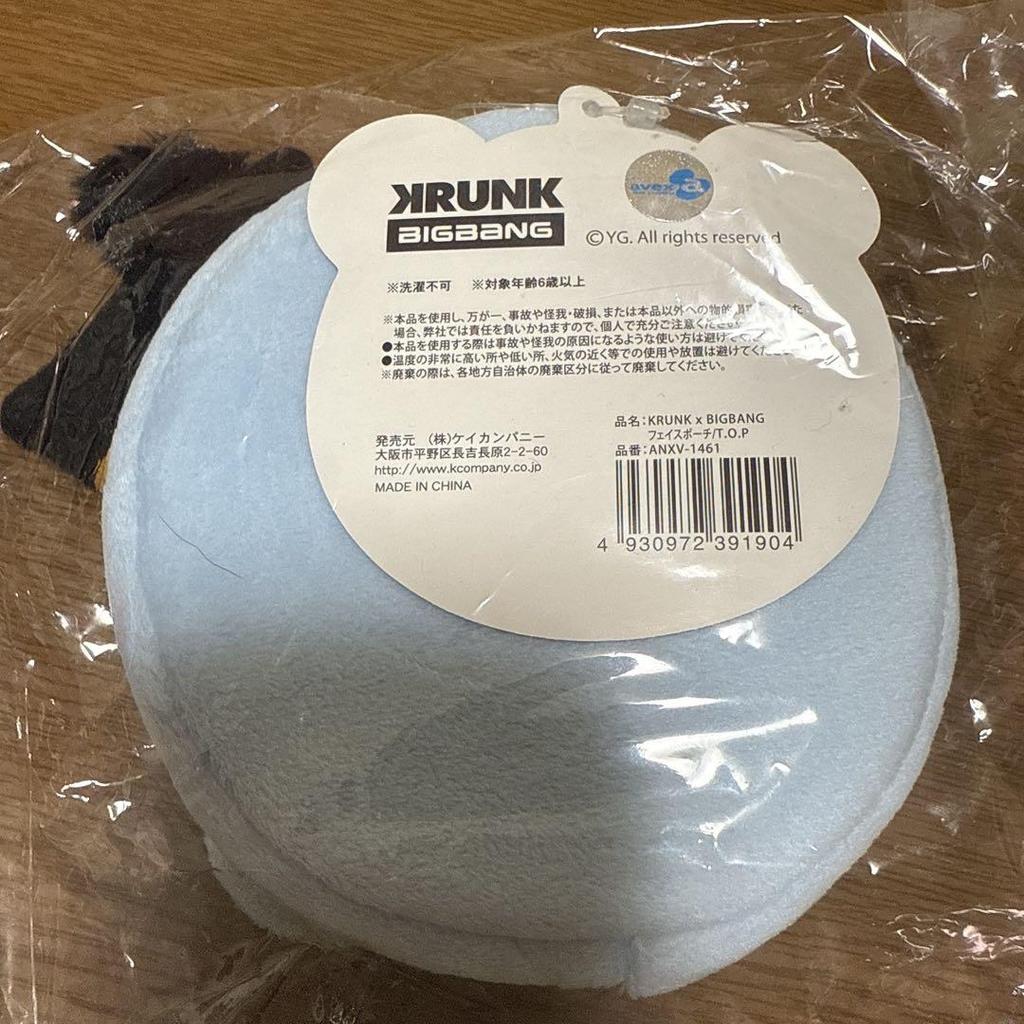 KRUNK
BIGBANG
avex
©YG. All rights reserved
※洗濯不可 ※対象年齢6歳以上
※本品を使用し、万が一、事故や怪我・破損、または本品以外への物的損
場合、弊社では責任を負いかねますので、個人で充分ご注意ください
●本品を使用する際は事故や怪我の原因になるような使い方は避けて
●温度の非常に高い所や低い所、火気の近く等での使用や放置は避けてください
※廃棄の際は、各地方自治体の廃棄区分に従って廃棄してください。
品名:KRUNK x BIGBANG
フェイスポーチ/T.O.P
品番:ANXV-1461
発売元 (株)ケイカンパニー
大阪市平野区長吉長原2-2-60
http://www.kcompany.co.jp
MADE IN CHINA
4 930972 391904